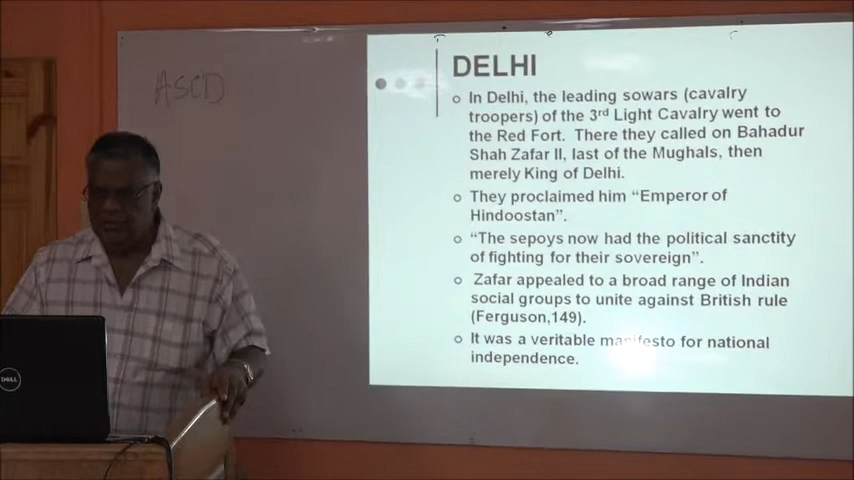 ASCD
DELHI
In Delhi, the leading sowars (cavalry
troopers) of the 3rd Light Cavalry went to
the Red Fort. There they called on Bahadur
Shah Zafar II, last of the Mughals, then
merely King of Delhi.
They proclaimed him “Emperor of
Hindoostan”.
“The sepoys now had the political sanctity
of fighting for their sovereign”.
Zafar appealed to a broad range of Indian
social groups to unite against British rule
(Ferguson,149).
It was a veritable manifesto for national
independence.
DELL